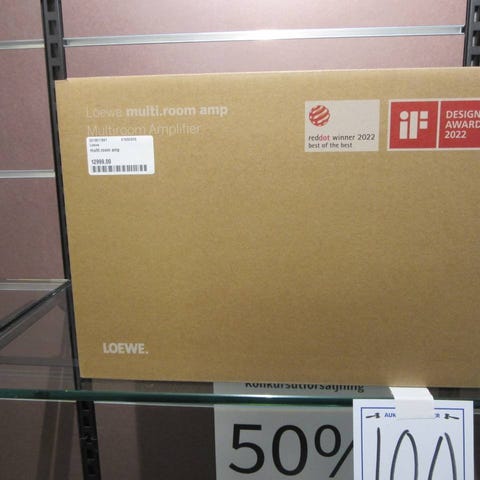 Loewe multi.room amp
Multiroom Amplifier
Loewe
multi.room amp
12999,00
reddot winner 2022
best of the best
iF
DESIGN
AWARD
2022
LOEWE.
Konkursutförsäljning
50%
100